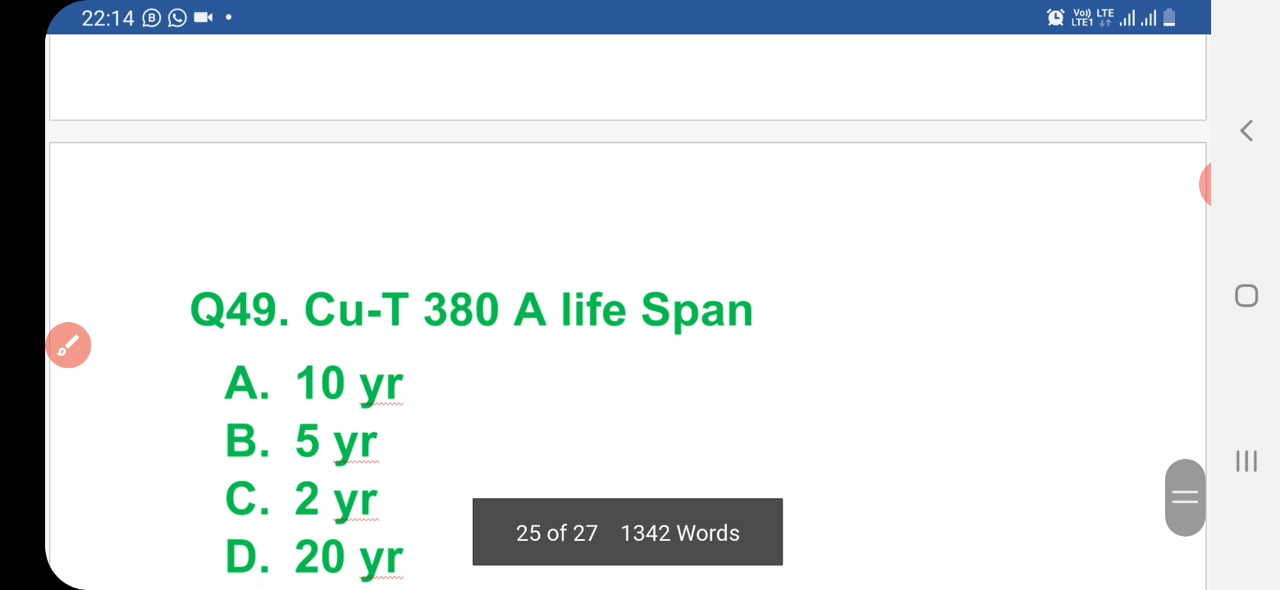 22:14
Vo) LTE
LTE1
Q49. Cu-T 380 A life Span
A. 10 yr
B. 5 yr
C. 2 yr
D. 20 yr
25 of 27 1342 Words